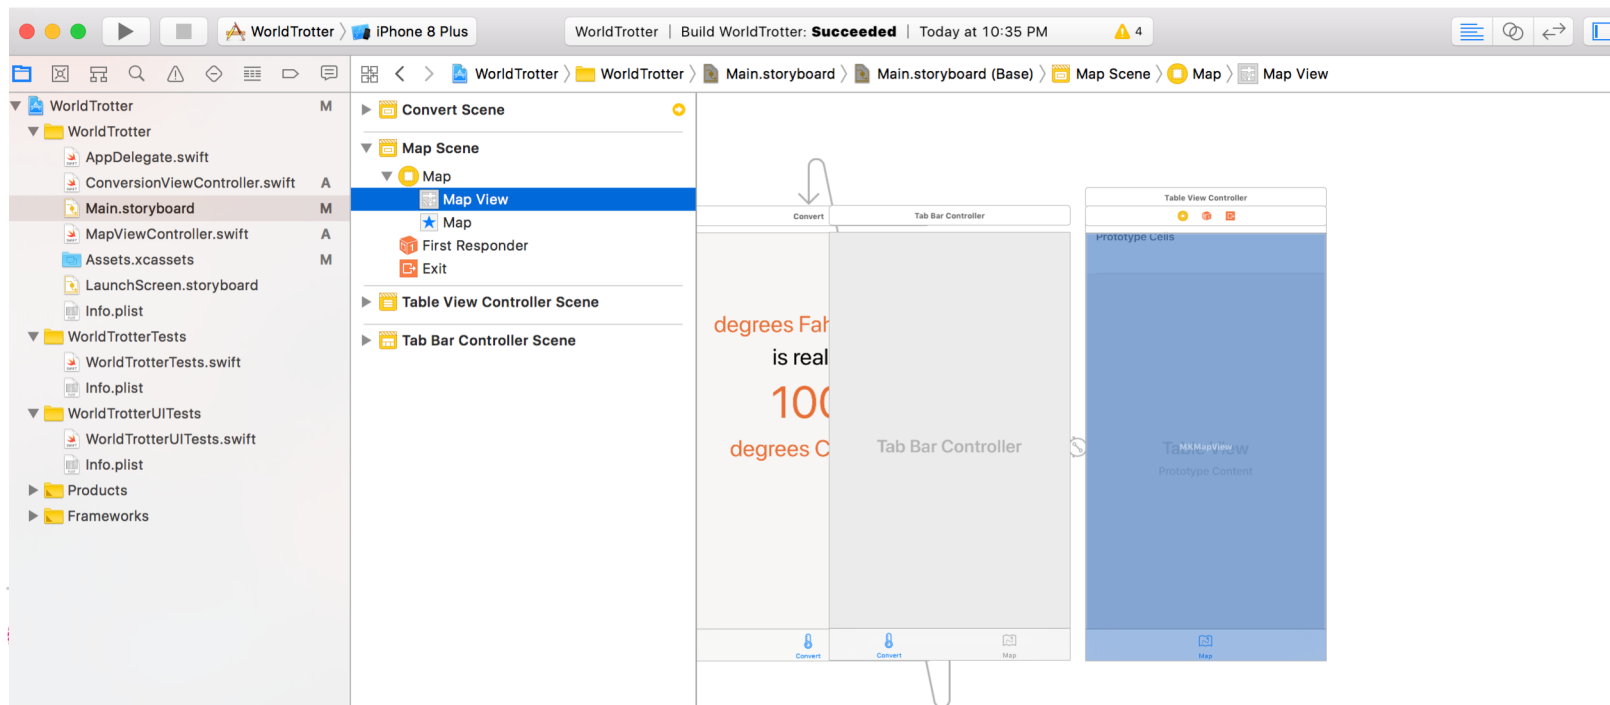 WorldTrotter iPhone 8 Plus
WorldTrotter | Build WorldTrotter: Succeeded | Today at 10:35 PM
4
WorldTrotter WorldTrotter Main.storyboard Main.storyboard (Base) Map Scene Map Map View
WorldTrotter M
WorldTrotter
AppDelegate.swift
ConversionViewController.swift A
Main.storyboard M
MapViewController.swift A
Assets.xcassets M
LaunchScreen.storyboard
Info.plist
WorldTrotterTests
WorldTrotterTests.swift
Info.plist
WorldTrotterUITests
WorldTrotterUITests.swift
Info.plist
Products
Frameworks
Convert Scene
Map Scene
Map
Map View
Map
First Responder
Exit
Table View Controller Scene
Tab Bar Controller Scene
Convert
degrees Fah
is real
100
degrees C
Convert
Tab Bar Controller
Tab Bar Controller
Convert Map
Table View Controller
Prototype Cells
Table View
MKMapView
Prototype Content
Map